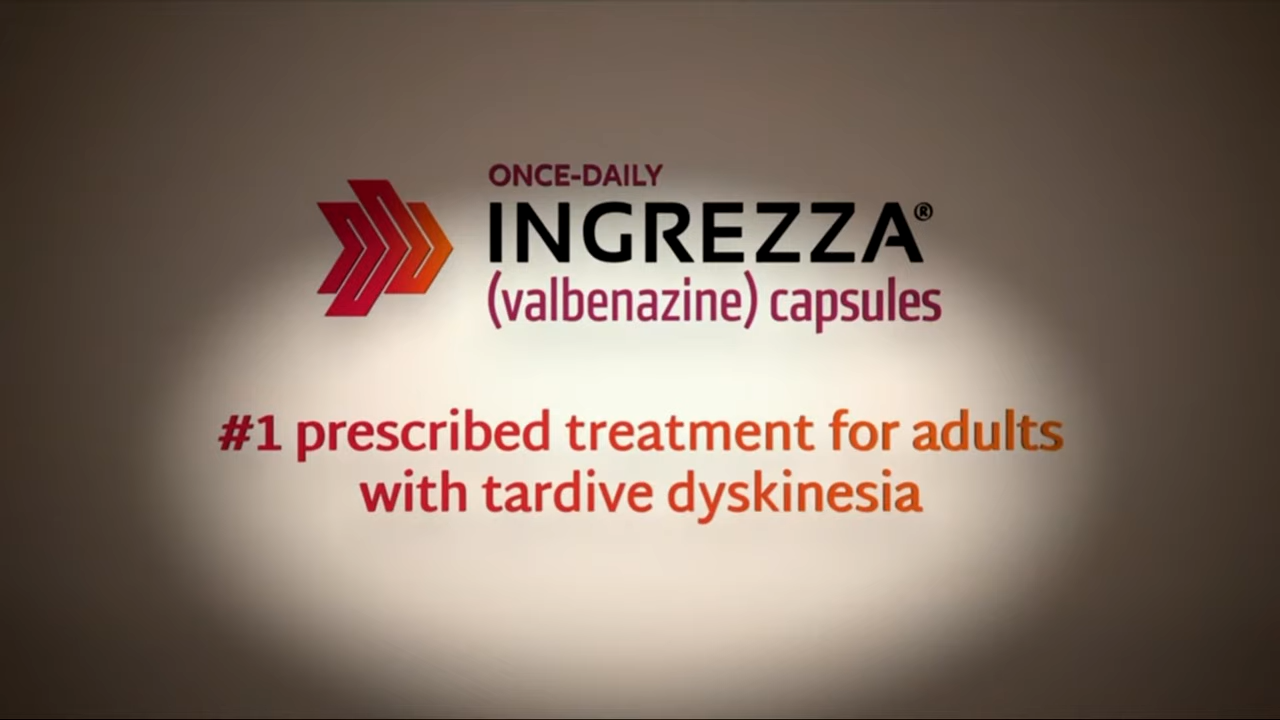 ONCE-DAILY
INGREZZA®
(valbenazine) capsules
#1 prescribed treatment for adults
with tardive dyskinesia